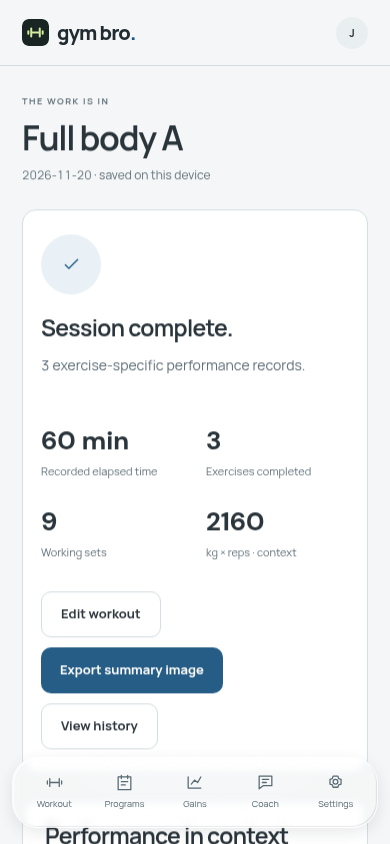 gym bro.
J
THE WORK IS IN
Full body A
2026-11-20 · saved on this device
Session complete.
3 exercise-specific performance records.
60 min
Recorded elapsed time
3
Exercises completed
9
Working sets
2160
kg × reps · context
Edit workout
Export summary image
View history
Workout
Programs
Gains
Coach
Settings
Performance in context